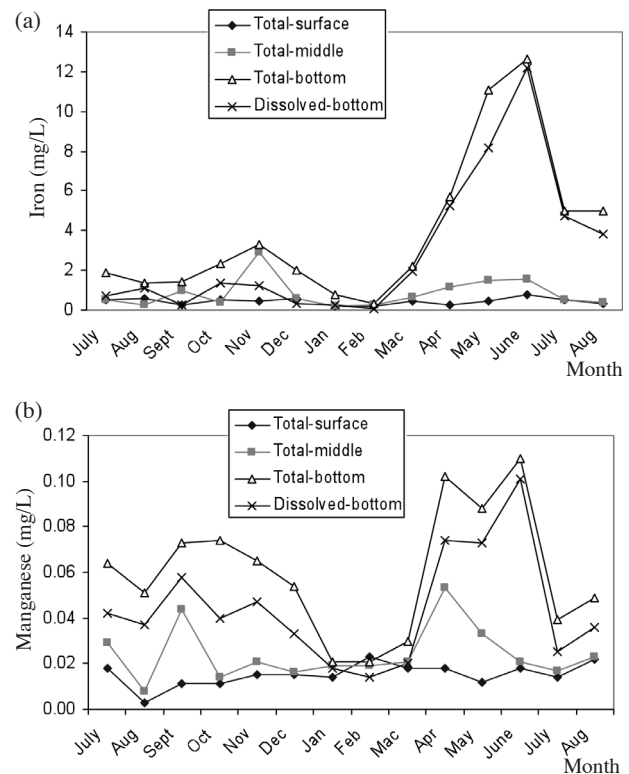 (a)
Total-surface
Total-middle
Total-bottom
Dissolved-bottom
Iron (mg/L)
14
12
10
8
6
4
2
0
July Aug Sept Oct Nov Dec Jan Feb Mac Apr May June July Aug
Month
(b)
Total-surface
Total-middle
Total-bottom
Dissolved-bottom
Manganese (mg/L)
0.12
0.10
0.08
0.06
0.04
0.02
0.00
July Aug Sept Oct Nov Dec Jan Feb Mac Apr May June July Aug
Month